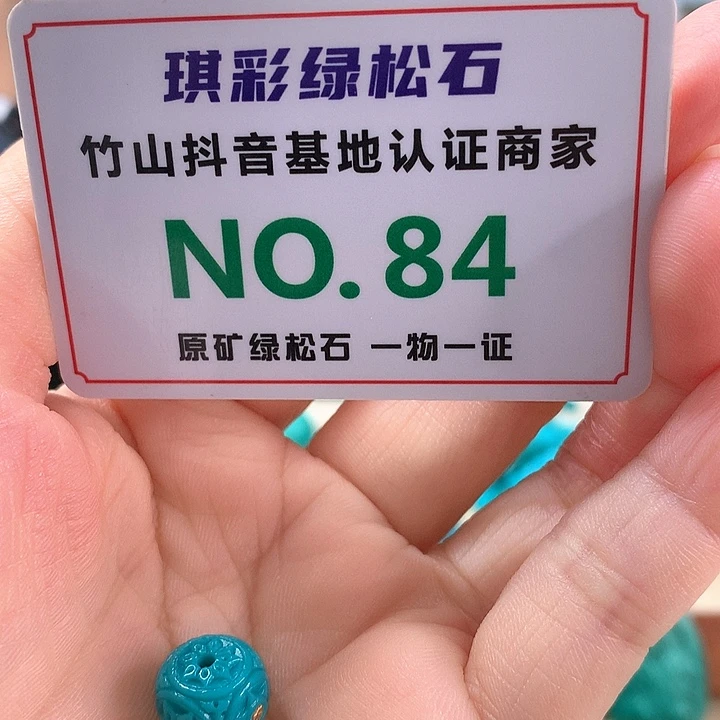 琪彩绿松石
竹山抖音基地认证商家
NO.84
原矿绿松石 一物一证